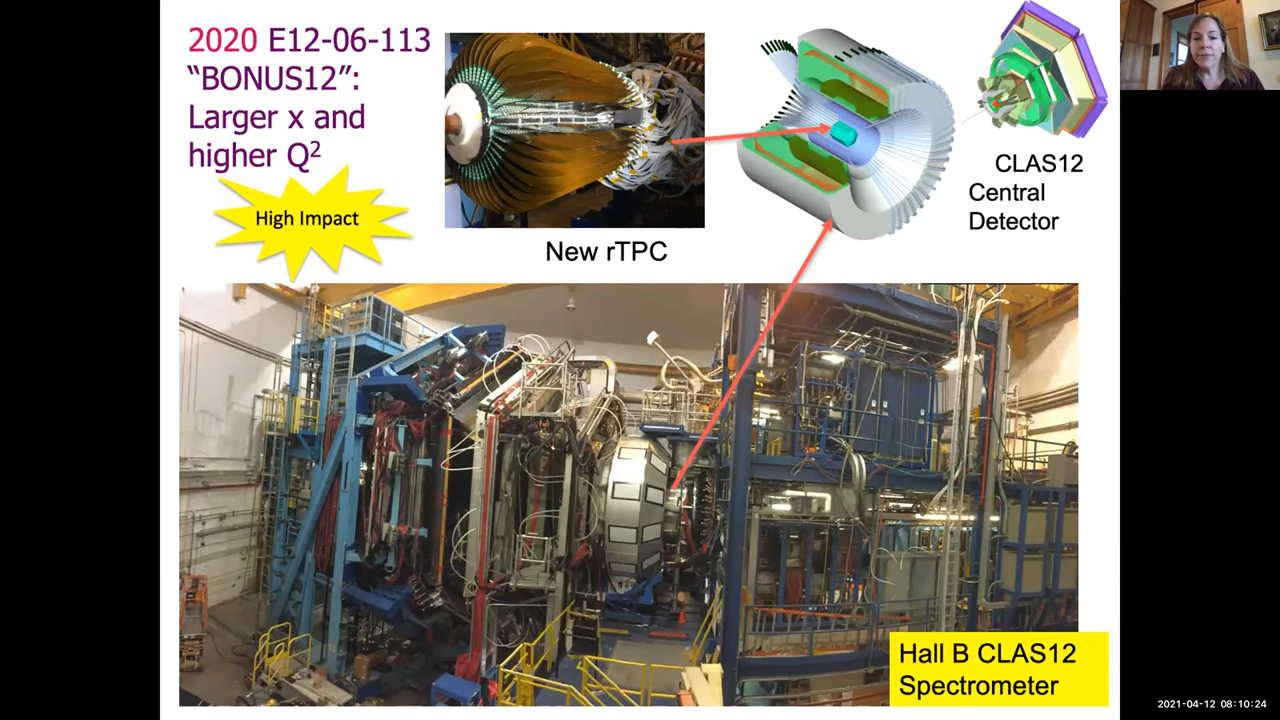 2020 E12-06-113
“BONUS12”:
Larger x and
higher Q²
High Impact
New rTPC
CLAS12
Central
Detector
Hall B CLAS12
Spectrometer
2021-04-12 08:10:24